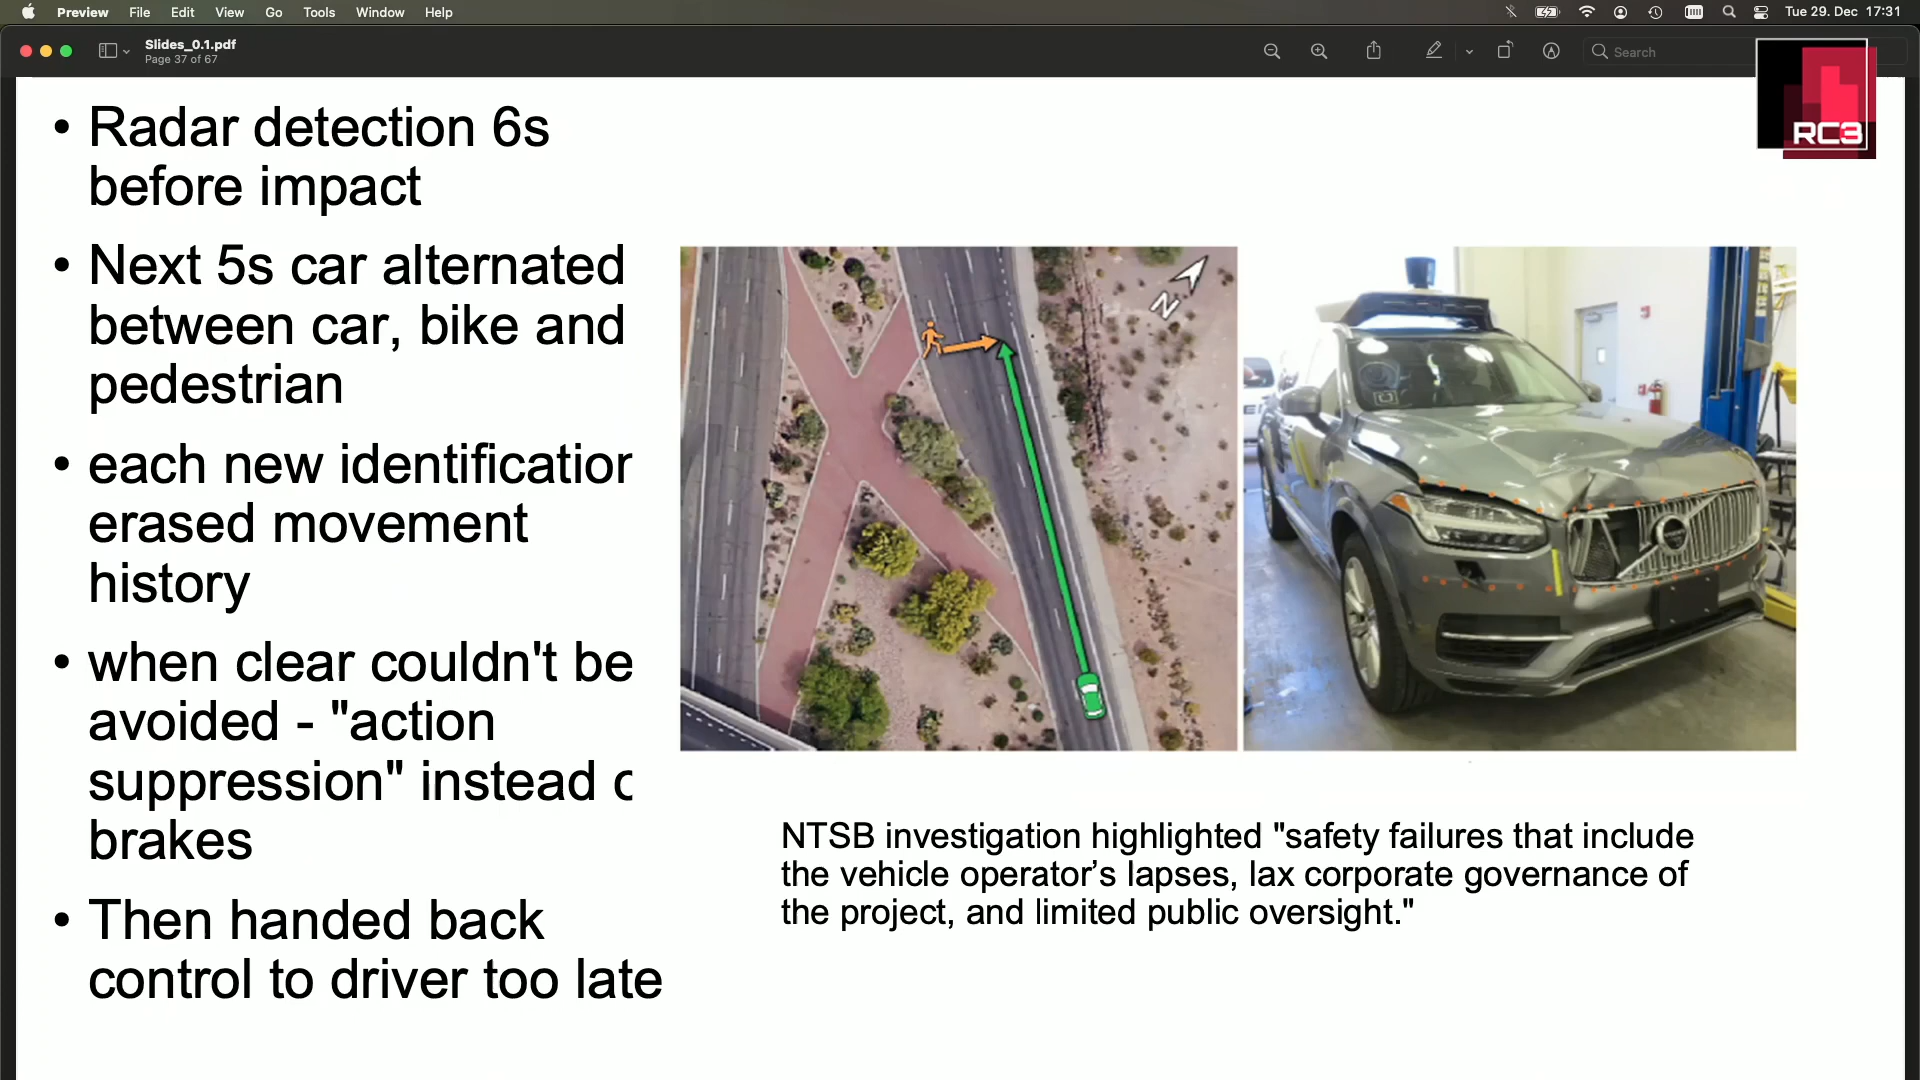 Preview File Edit View Go Tools Window Help
Tue 29. Dec 17:31
Slides_0.1.pdf
Page 37 of 67
Search
RC3
• Radar detection 6s
before impact
• Next 5s car alternated
between car, bike and
pedestrian
• each new identification
erased movement
history
• when clear couldn't be
avoided - "action
suppression" instead o
brakes
• Then handed back
control to driver too late
N
NTSB investigation highlighted "safety failures that include
the vehicle operator’s lapses, lax corporate governance of
the project, and limited public oversight."